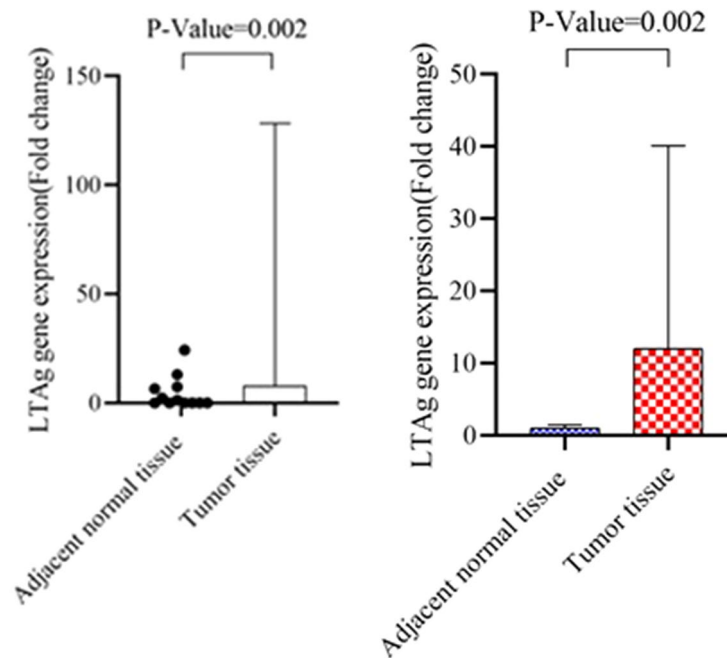 P-Value=0.002
LTAg gene expression(Fold change)
150
100
50
0
Adjacent normal tissue
Tumor tissue
P-Value=0.002
LTAg gene expression(Fold change)
50
40
30
20
10
0
Adjacent normal tissue
Tumor tissue